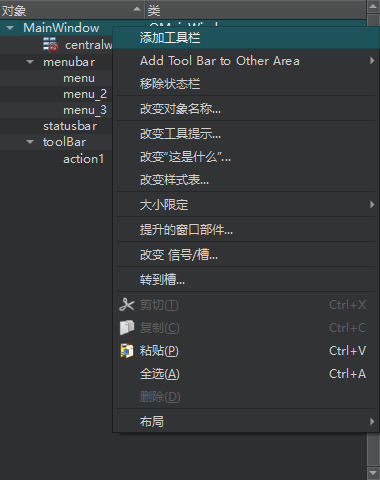 对象 类
MainWindow
添加工具栏
centralw
Add Tool Bar to Other Area
menubar
移除状态栏
menu
menu_2
改变对象名称...
menu_3
statusbar
改变工具提示...
toolBar
改变“这是什么”...
action1
改变样式表...
大小限定
提升的窗口部件...
改变 信号/槽...
转到槽...
剪切(T) Ctrl+X
复制(C) Ctrl+C
粘贴(P) Ctrl+V
全选(A) Ctrl+A
删除(D)
布局